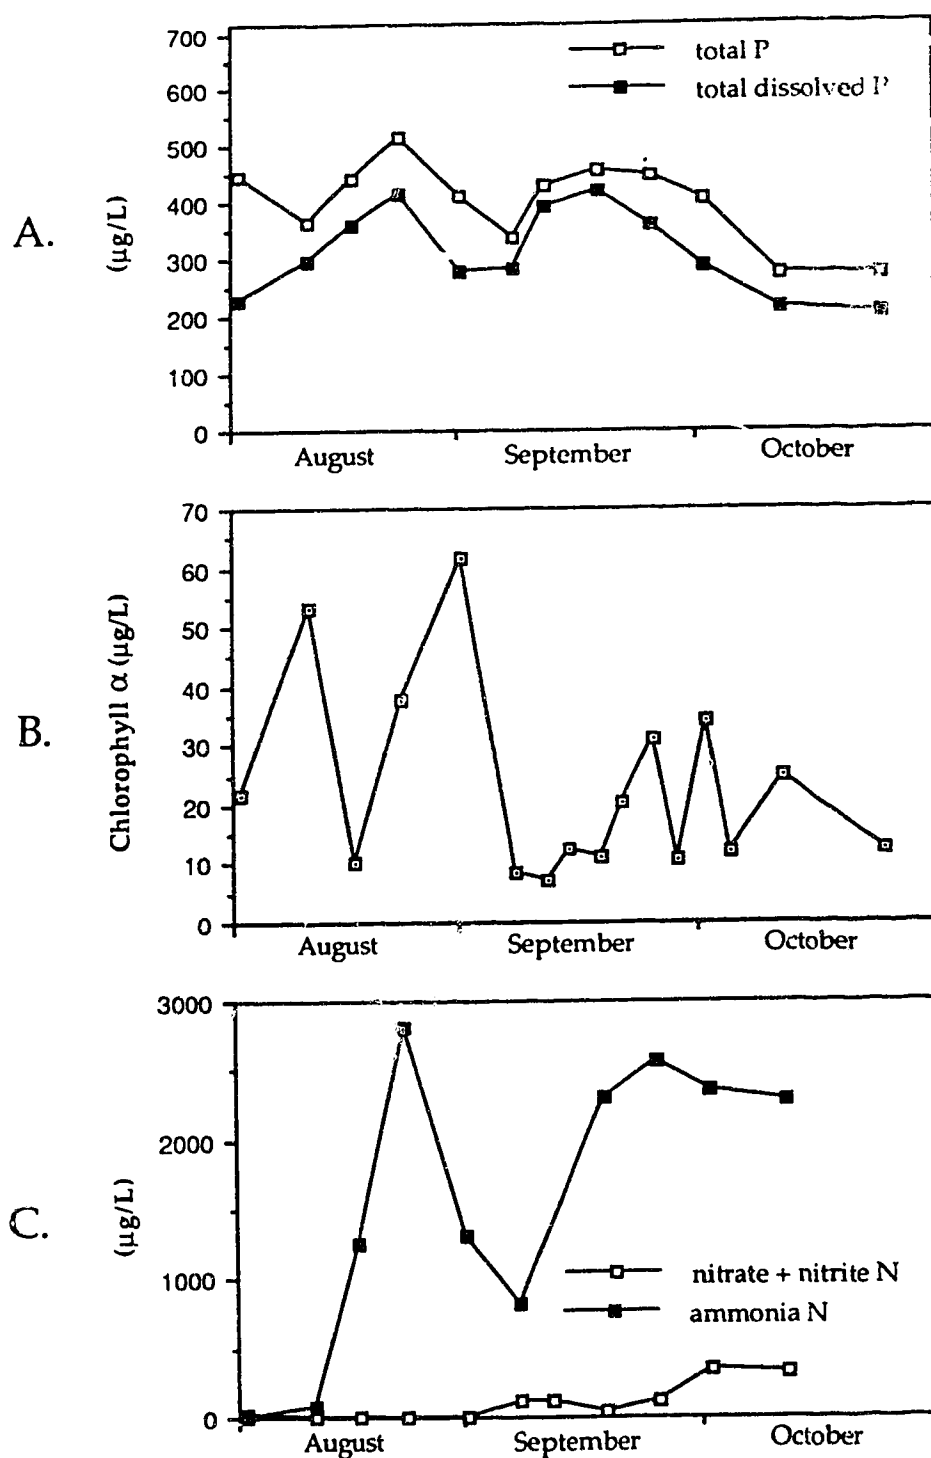 A.
(µg/L)
700
600
500
400
300
200
100
0
total P
total dissolved P
August September October
B.
Chlorophyll α (µg/L)
70
60
50
40
30
20
10
0
August September October
C.
(µg/L)
3000
2000
1000
0
nitrate + nitrite N
ammonia N
August September October